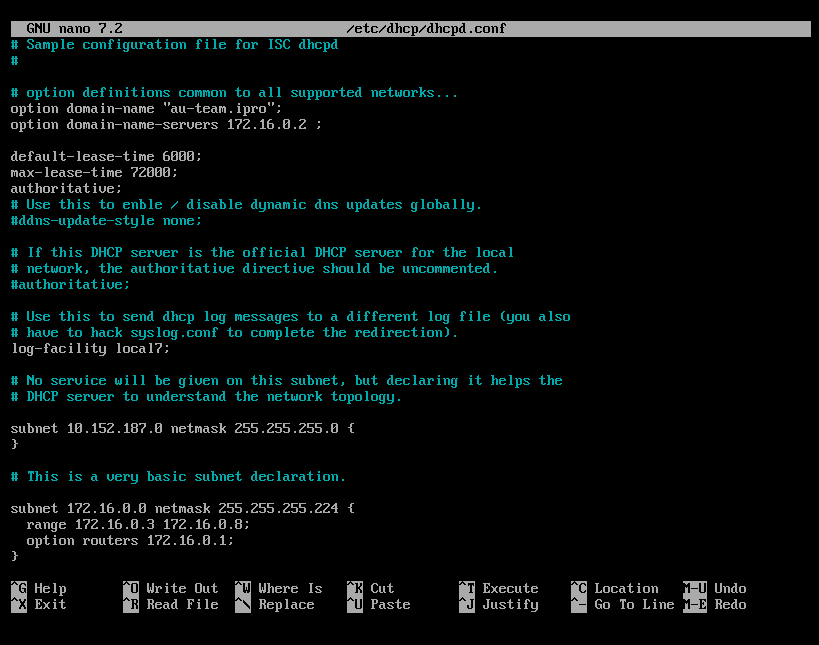 GNU nano 7.2 /etc/dhcp/dhcpd.conf
# Sample configuration file for ISC dhcpd
#
# option definitions common to all supported networks...
option domain-name "au-team.ipro";
option domain-name-servers 172.16.0.2 ;
default-lease-time 6000;
max-lease-time 72000;
authoritative;
# Use this to enble / disable dynamic dns updates globally.
#ddns-update-style none;
# If this DHCP server is the official DHCP server for the local
# network, the authoritative directive should be uncommented.
#authoritative;
# Use this to send dhcp log messages to a different log file (you also
# have to hack syslog.conf to complete the redirection).
log-facility local7;
# No service will be given on this subnet, but declaring it helps the
# DHCP server to understand the network topology.
subnet 10.152.187.0 netmask 255.255.255.0 {
}
# This is a very basic subnet declaration.
subnet 172.16.0.0 netmask 255.255.255.224 {
  range 172.16.0.3 172.16.0.8;
  option routers 172.16.0.1;
}
^G Help ^O Write Out ^W Where Is ^K Cut ^T Execute ^C Location M-U Undo
^X Exit ^R Read File ^\ Replace ^U Paste ^J Justify ^- Go To Line M-E Redo